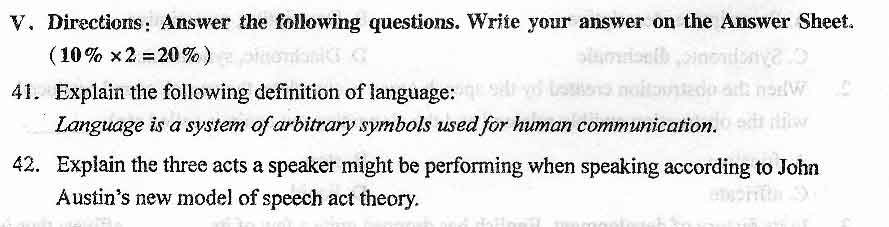 V. Directions: Answer the following questions. Write your answer on the Answer Sheet.
(10% ×2=20%)
41. Explain the following definition of language:
Language is a system of arbitrary symbols used for human communication.
42. Explain the three acts a speaker might be performing when speaking according to John
Austin's new model of speech act theory.